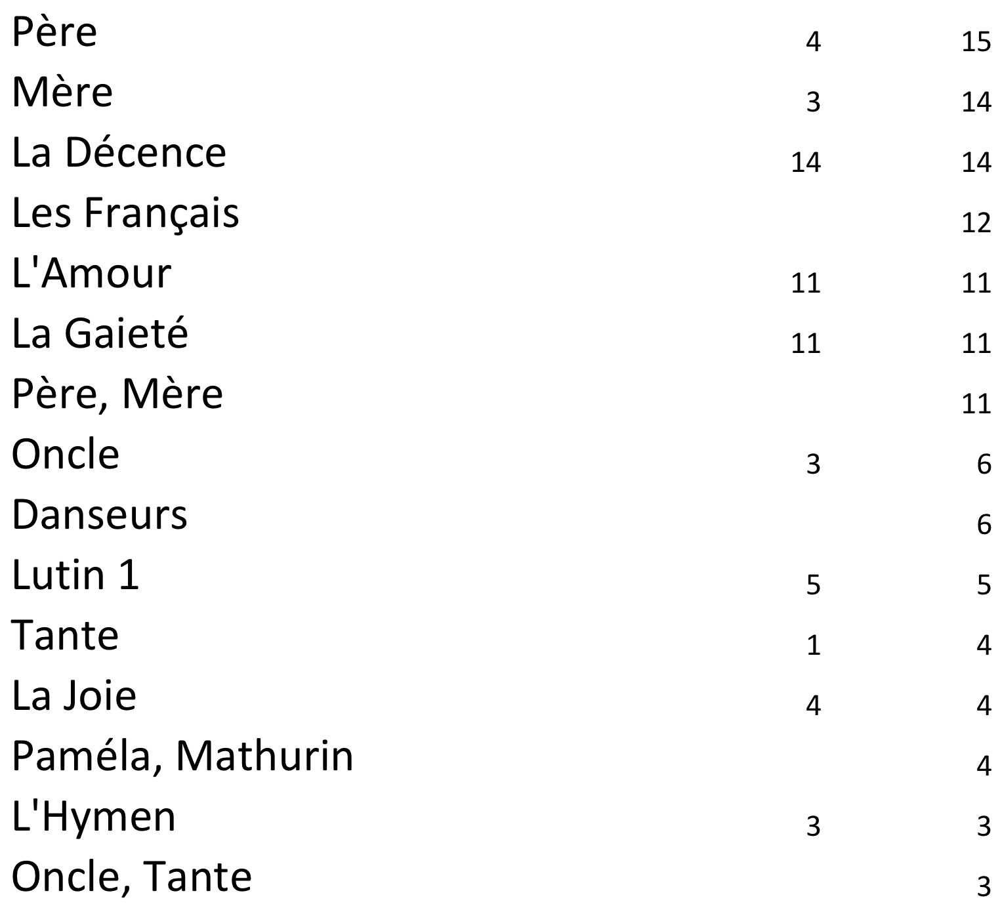 Père 4 15
Mère 3 14
La Décence 14 14
Les Français 12
L'Amour 11 11
La Gaieté 11 11
Père, Mère 11
Oncle 3 6
Danseurs 6
Lutin 1 5 5
Tante 1 4
La Joie 4 4
Paméla, Mathurin 4
L'Hymen 3 3
Oncle, Tante 3